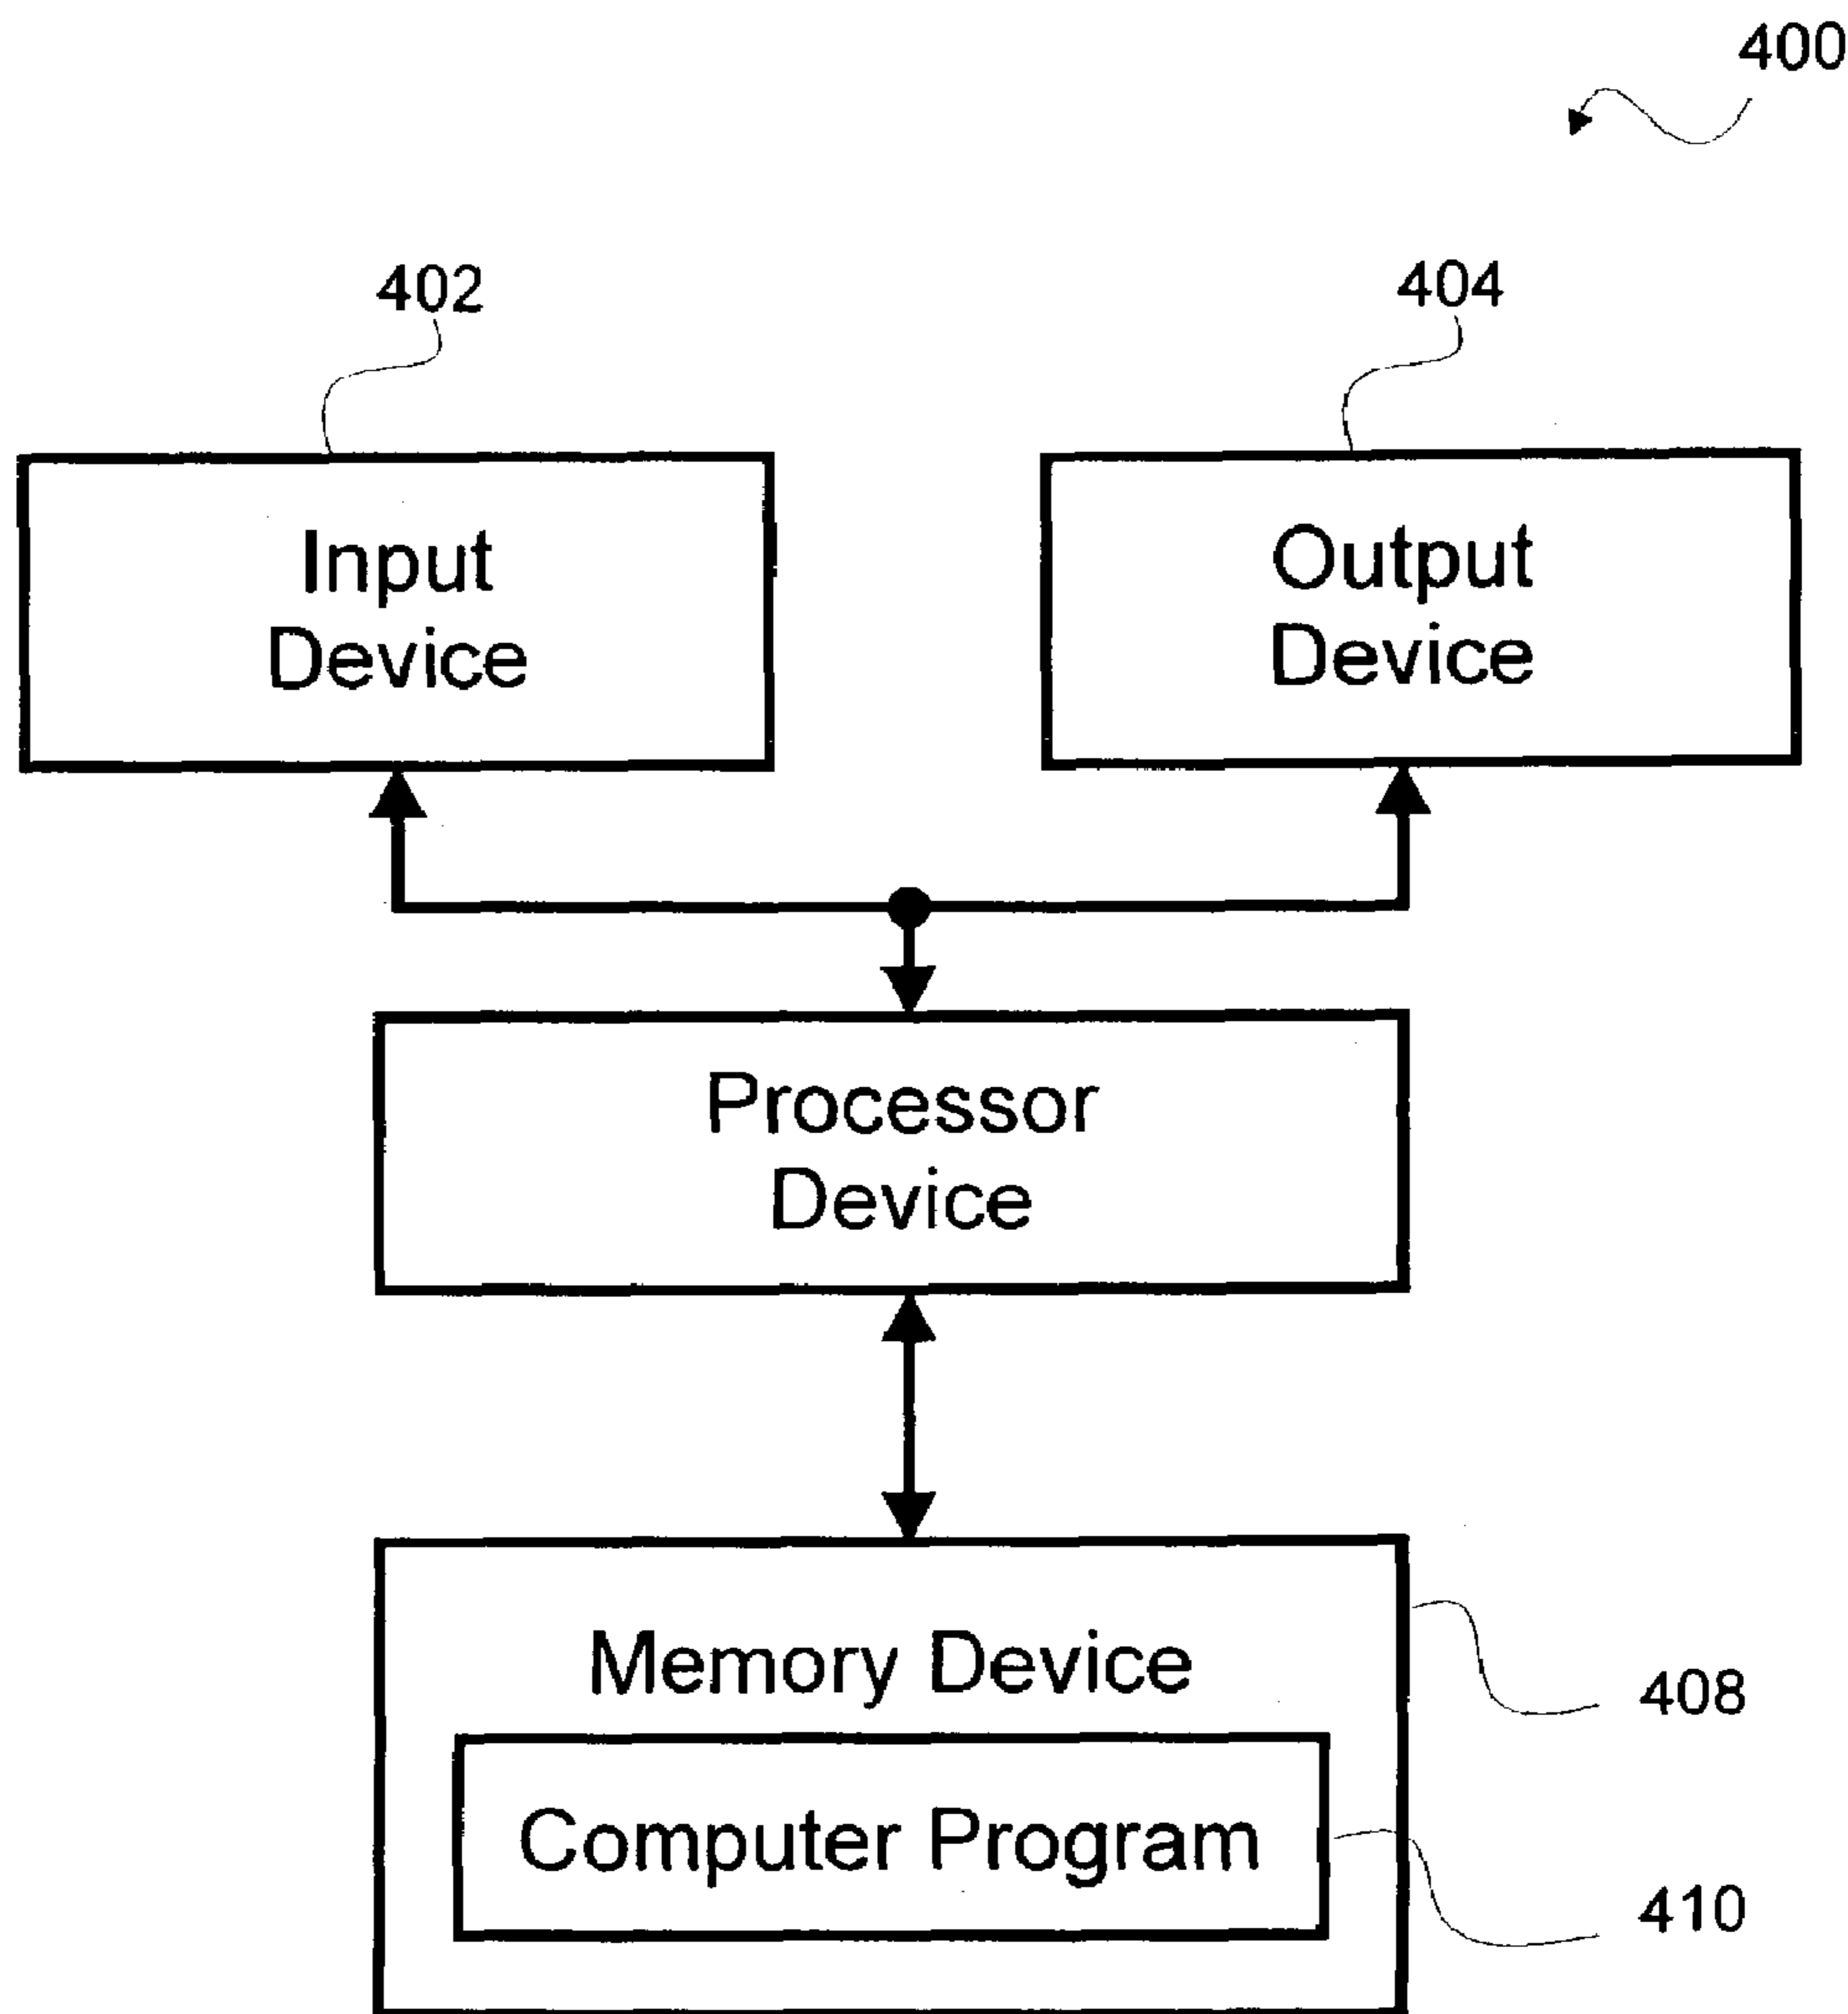 400
402
404
Input
Device
Output
Device
Processor
Device
Memory Device
408
Computer Program
410